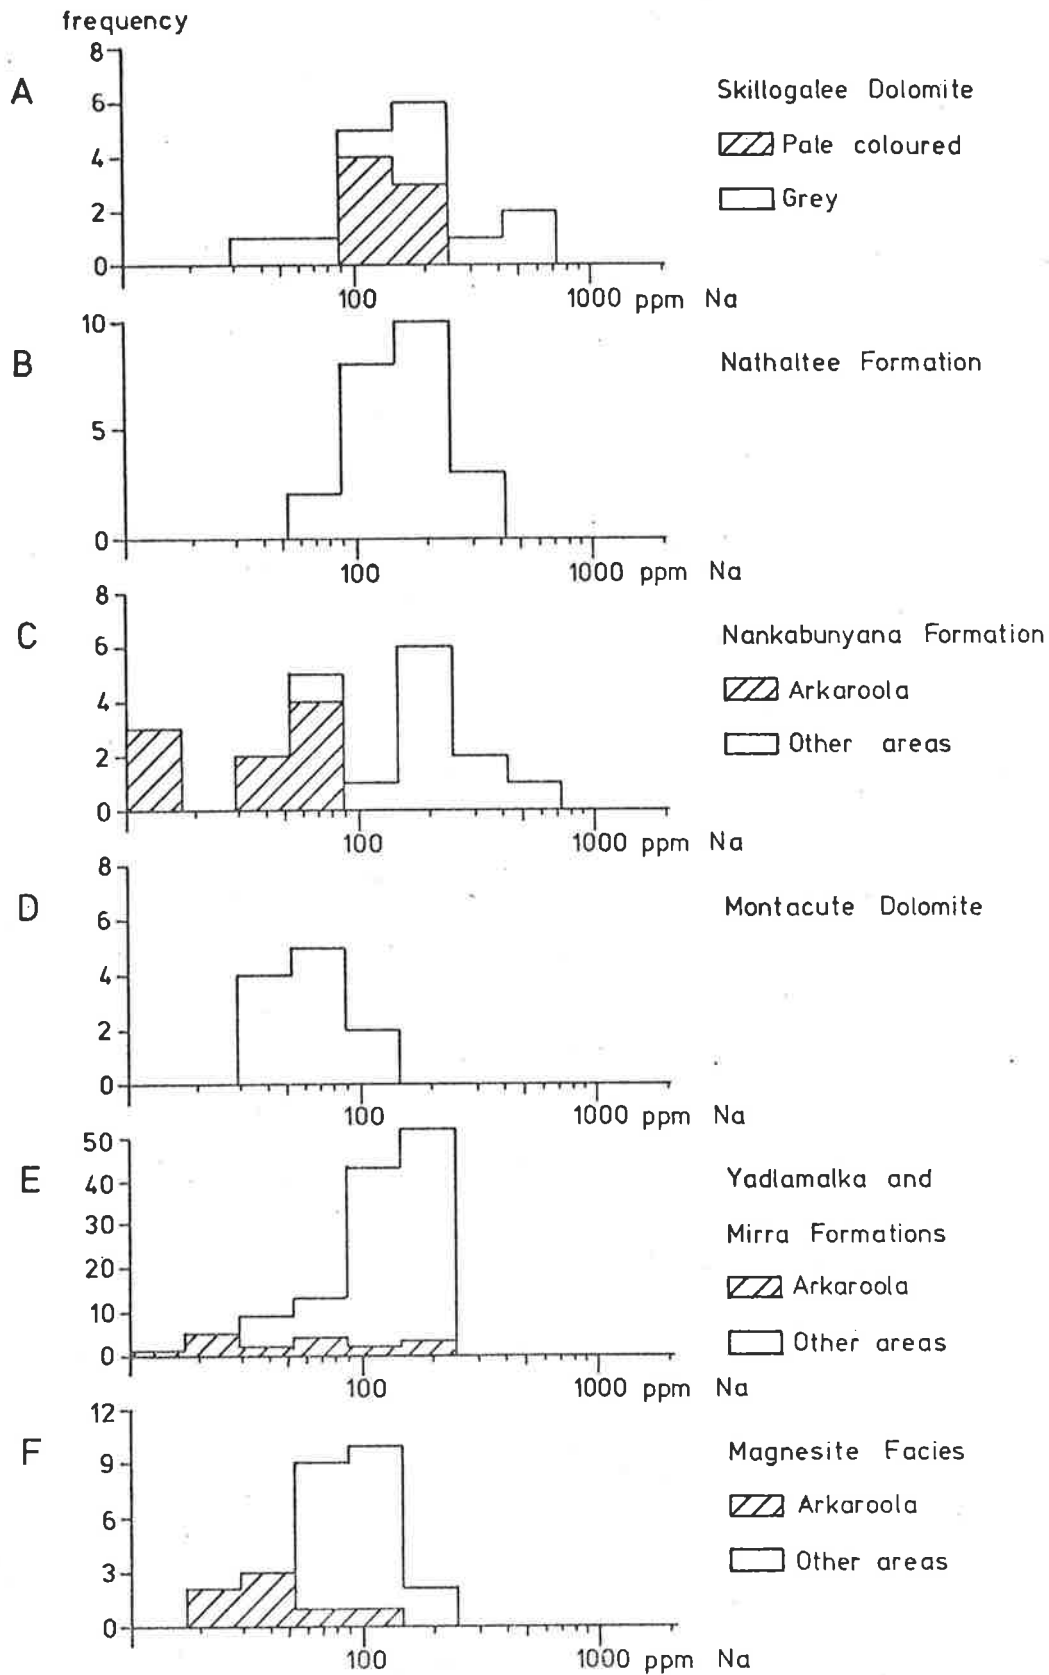 frequency
A
8
6
4
2
0
100
1000 ppm Na
Skillogalee Dolomite
Pale coloured
Grey
B
10
5
0
100
1000 ppm Na
Nathaltee Formation
C
8
6
4
2
0
100
1000 ppm Na
Nankabunyana Formation
Arkaroola
Other areas
D
8
6
4
2
0
100
1000 ppm Na
Montacute Dolomite
E
50
40
30
20
10
0
100
1000 ppm Na
Yadlamalka and
Mirra Formations
Arkaroola
Other areas
F
12
9
6
3
0
100
1000 ppm Na
Magnesite Facies
Arkaroola
Other areas